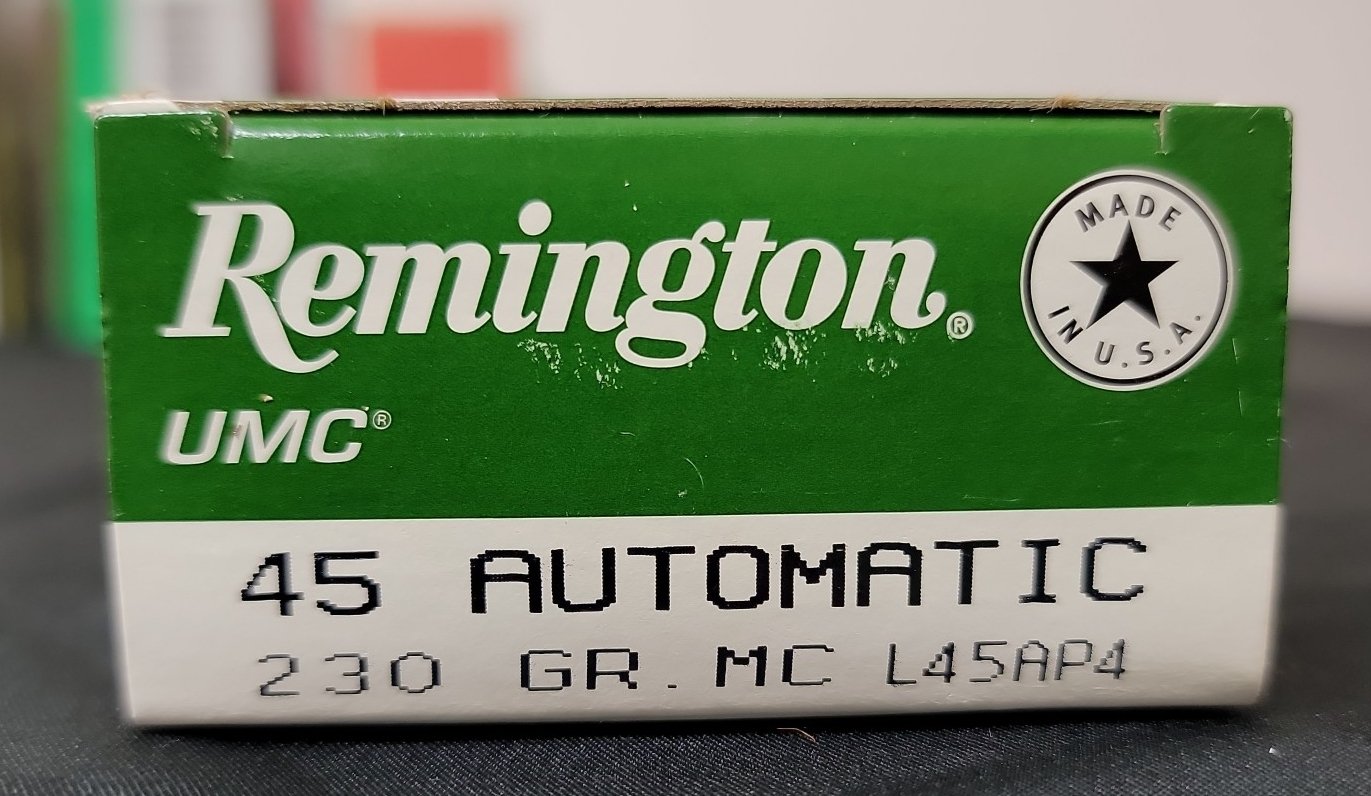 Remington®
MADE
IN U.S.A.
UMC®
45 AUTOMATIC
230 GR. MC L45AP4